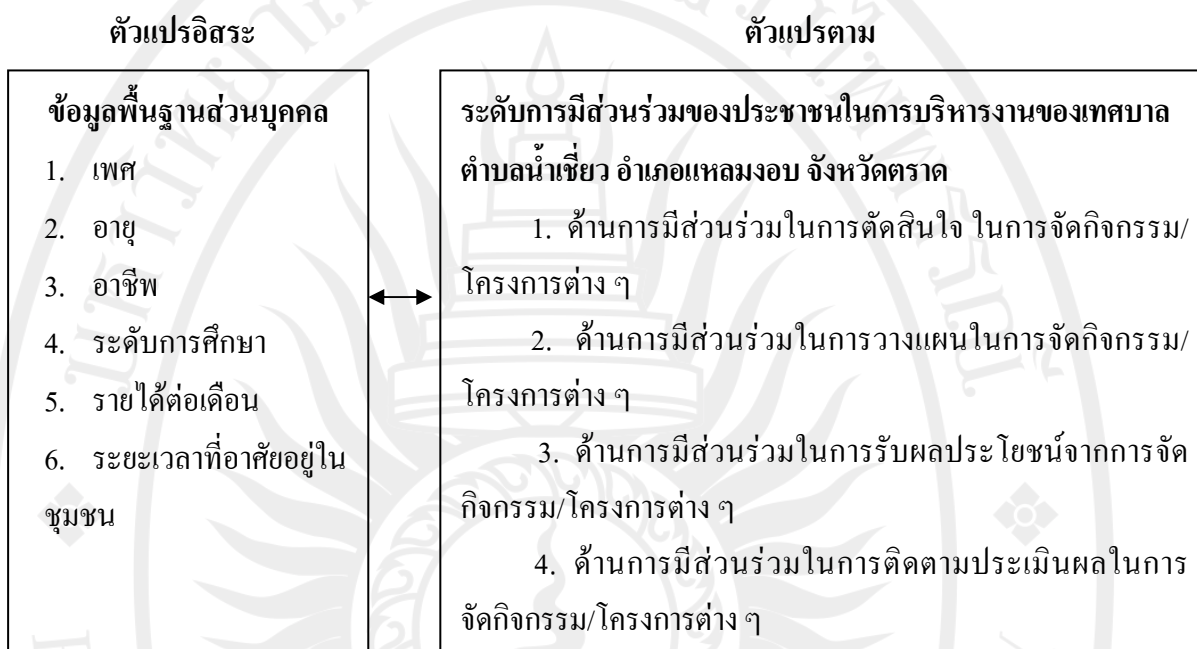 ตัวแปรอิสระ
ตัวแปรตาม
ข้อมูลพื้นฐานส่วนบุคคล
1. เพศ
2. อายุ
3. อาชีพ
4. ระดับการศึกษา
5. รายได้ต่อเดือน
6. ระยะเวลาที่อาศัยอยู่ใน
ชุมชน
ระดับการมีส่วนร่วมของประชาชนในการบริหารงานของเทศบาล
ตำบลน้ำเชี่ยว อำเภอแหลมงอบ จังหวัดตราด
1. ด้านการมีส่วนร่วมในการตัดสินใจ ในการจัดกิจกรรม/
โครงการต่าง ๆ
2. ด้านการมีส่วนร่วมในการวางแผนในการจัดกิจกรรม/
โครงการต่าง ๆ
3. ด้านการมีส่วนร่วมในการรับผลประโยชน์จากการจัด
กิจกรรม/โครงการต่าง ๆ
4. ด้านการมีส่วนร่วมในการติดตามประเมินผลในการ
จัดกิจกรรม/โครงการต่าง ๆ